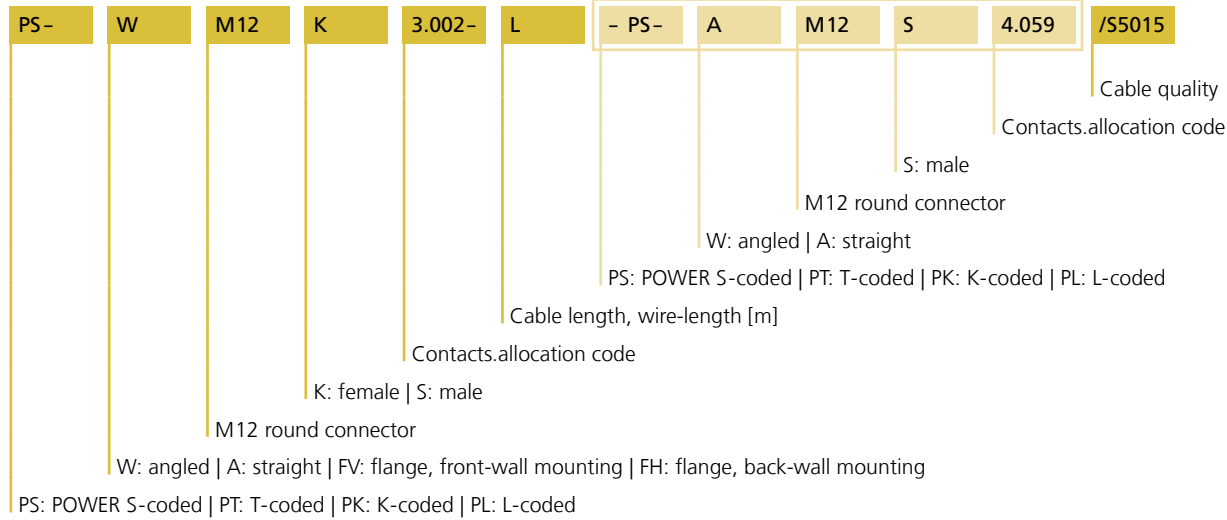 PS– W M12 K 3.002– L – PS– A M12 S 4.059 /S5015
Cable quality
Contacts.allocation code
S: male
M12 round connector
W: angled | A: straight
PS: POWER S-coded | PT: T-coded | PK: K-coded | PL: L-coded
Cable length, wire-length [m]
Contacts.allocation code
K: female | S: male
M12 round connector
W: angled | A: straight | FV: flange, front-wall mounting | FH: flange, back-wall mounting
PS: POWER S-coded | PT: T-coded | PK: K-coded | PL: L-coded